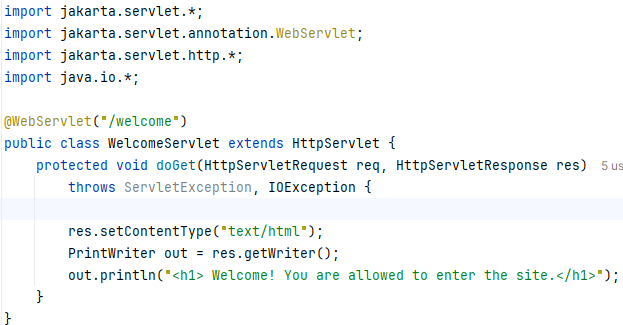 import jakarta.servlet.*;
import jakarta.servlet.annotation.WebServlet;
import jakarta.servlet.http.*;
import java.io.*;

@WebServlet("/welcome")
public class WelcomeServlet extends HttpServlet {
    protected void doGet(HttpServletRequest req, HttpServletResponse res) 5 us
        throws ServletException, IOException {

        res.setContentType("text/html");
        PrintWriter out = res.getWriter();
        out.println("<h1> Welcome! You are allowed to enter the site.</h1>");
    }
}